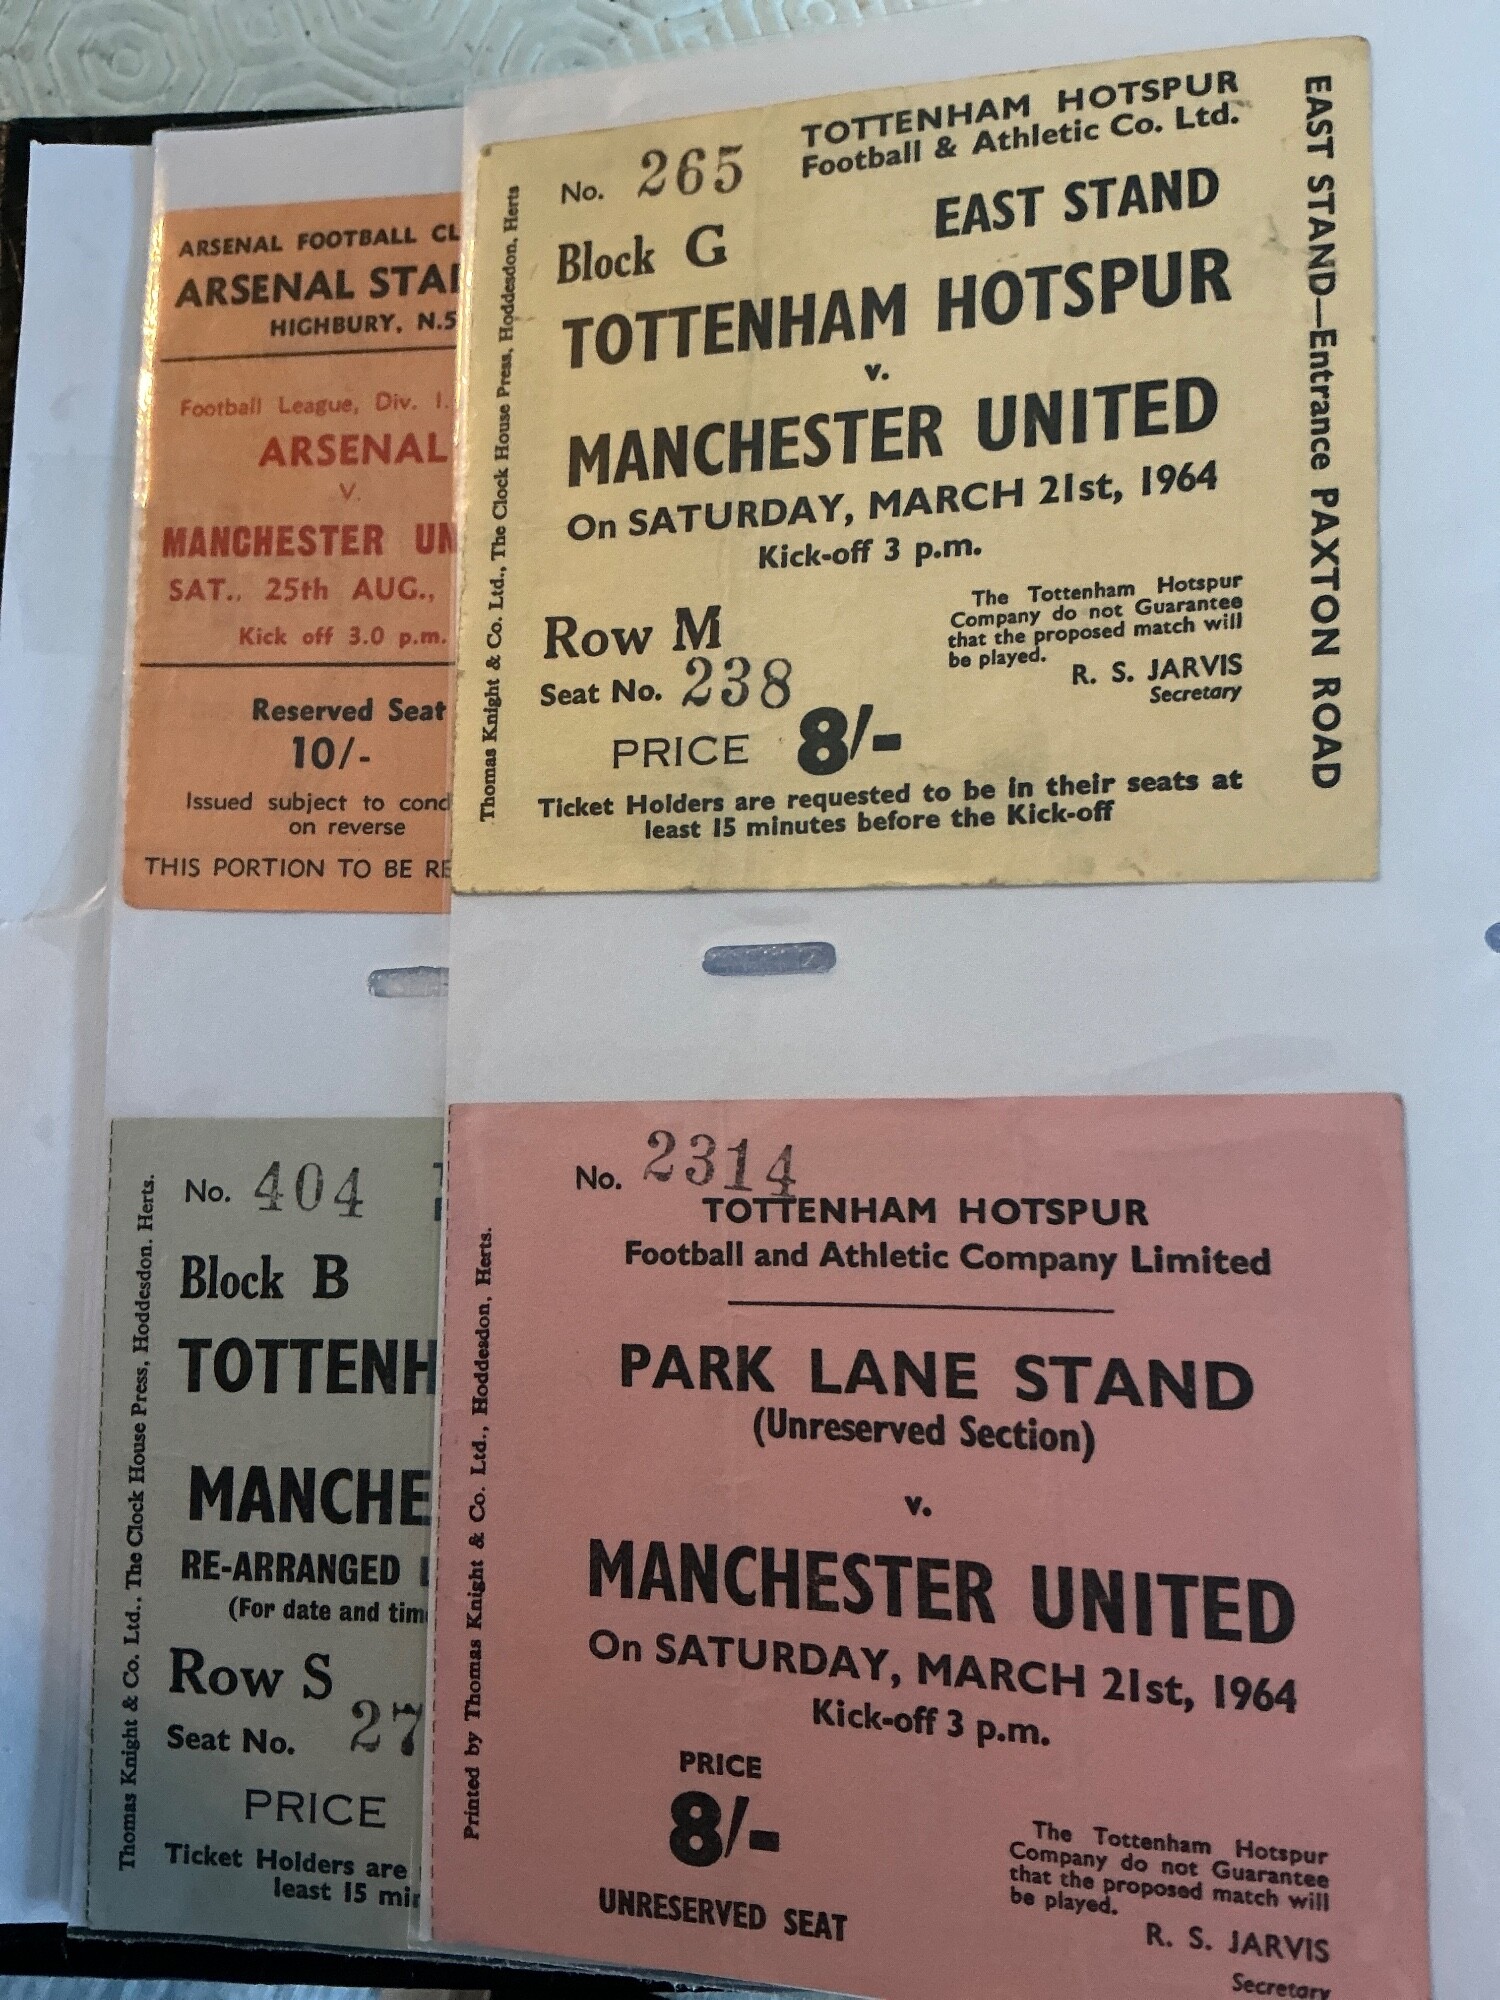 ARSENAL FOOTBALL
HIGHBURY, N.5
Football League, Div. I.
ARSENAL
V.
MANCHESTER
SAT., 25th AUG.,
Kick off 3.0 p.m.
Reserved Seat
10/-
Issued subject to
on reverse
THIS PORTION TO BE
Thomas Knight & Co. Ltd., The Clock House Press, Hoddesdon, Herts
No. 265
TOTTENHAM HOTSPUR
Football & Athletic Co. Ltd.
Block G
EAST STAND
TOTTENHAM HOTSPUR
v.
MANCHESTER UNITED
On SATURDAY, MARCH 21st, 1964
Kick-off 3 p.m.
Row M
Seat No. 238
PRICE 8/-
The Tottenham Hotspur
Company do not Guarantee
that the proposed match will
be played.
R. S. JARVIS
Secretary
Ticket Holders are requested to be in their seats at
least 15 minutes before the Kick-off
EAST STAND—Entrance PAXTON ROAD
Thomas Knight & Co. Ltd., The Clock House Press, Hoddesdon. Herts.
No. 404
Block B
TOTTENH
MANCHE
RE-ARRANGED
(For date and
Row S
Seat No. 27
PRICE
Ticket Holders are
least 15
Printed by Thomas Knight & Co. Ltd., Hoddesdon, Herts.
No. 2314
TOTTENHAM HOTSPUR
Football and Athletic Company Limited
PARK LANE STAND
(Unreserved Section)
v.
MANCHESTER UNITED
On SATURDAY, MARCH 21st, 1964
Kick-off 3 p.m.
PRICE
8/-
UNRESERVED SEAT
The Tottenham Hotspur
Company do not Guarantee
that the proposed match will
be played.
R. S. JARVIS
Secretary